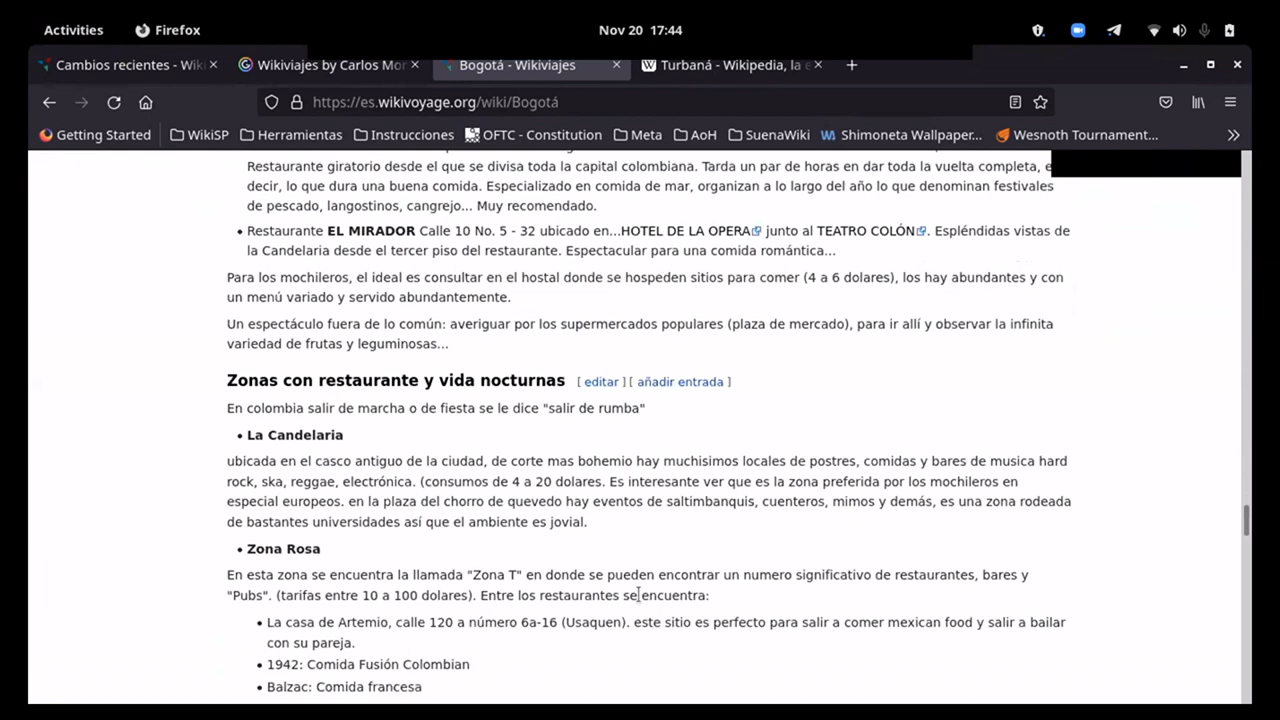 Activities Firefox Nov 20 17:44
Cambios recientes - Wiki Wikiviajes by Carlos Mor Bogotá - Wikiviajes Turbaná - Wikipedia, la e
https://es.wikivoyage.org/wiki/Bogotá
Getting Started WikiSP Herramientas Instrucciones OFTC - Constitution Meta AoH SuenaWiki Shimoneta Wallpaper... Wesnoth Tournament...
Restaurante giratorio desde el que se divisa toda la capital colombiana. Tarda un par de horas en dar toda la vuelta completa, e
decir, lo que dura una buena comida. Especializado en comida de mar, organizan a lo largo del año lo que denominan festivales
de pescado, langostinos, cangrejo... Muy recomendado.
• Restaurante EL MIRADOR Calle 10 No. 5 - 32 ubicado en...HOTEL DE LA OPERA junto al TEATRO COLÓN. Espléndidas vistas de
la Candelaria desde el tercer piso del restaurante. Espectacular para una comida romántica...
Para los mochileros, el ideal es consultar en el hostal donde se hospeden sitios para comer (4 a 6 dolares), los hay abundantes y con
un menú variado y servido abundantemente.
Un espectáculo fuera de lo común: averiguar por los supermercados populares (plaza de mercado), para ir allí y observar la infinita
variedad de frutas y leguminosas...
Zonas con restaurante y vida nocturnas [ editar ] [ añadir entrada ]
En colombia salir de marcha o de fiesta se le dice "salir de rumba"
• La Candelaria
ubicada en el casco antiguo de la ciudad, de corte mas bohemio hay muchisimos locales de postres, comidas y bares de musica hard
rock, ska, reggae, electrónica. (consumos de 4 a 20 dolares. Es interesante ver que es la zona preferida por los mochileros en
especial europeos. en la plaza del chorro de quevedo hay eventos de saltimbanquis, cuenteros, mimos y demás, es una zona rodeada
de bastantes universidades así que el ambiente es jovial.
• Zona Rosa
En esta zona se encuentra la llamada "Zona T" en donde se pueden encontrar un numero significativo de restaurantes, bares y
"Pubs". (tarifas entre 10 a 100 dolares). Entre los restaurantes se encuentra:
• La casa de Artemio, calle 120 a número 6a-16 (Usaquen). este sitio es perfecto para salir a comer mexican food y salir a bailar
con su pareja.
• 1942: Comida Fusión Colombian
• Balzac: Comida francesa